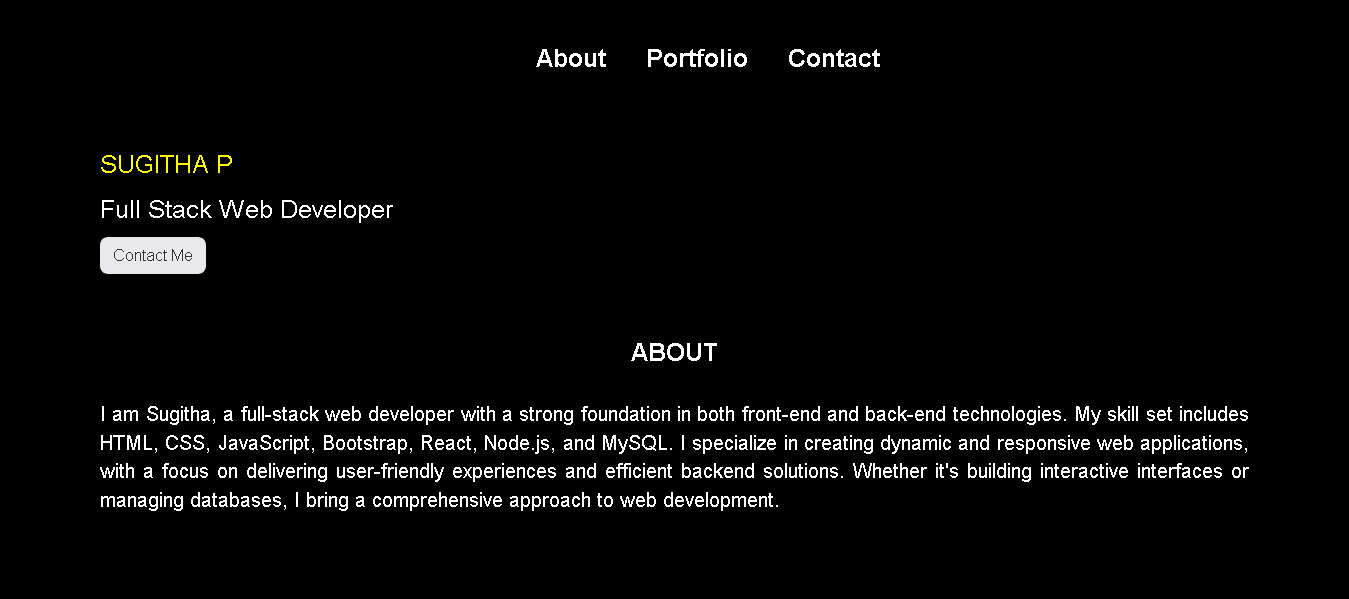 About Portfolio Contact
SUGITHA P
Full Stack Web Developer
Contact Me
ABOUT
I am Sugitha, a full-stack web developer with a strong foundation in both front-end and back-end technologies. My skill set includes
HTML, CSS, JavaScript, Bootstrap, React, Node.js, and MySQL. I specialize in creating dynamic and responsive web applications,
with a focus on delivering user-friendly experiences and efficient backend solutions. Whether it's building interactive interfaces or
managing databases, I bring a comprehensive approach to web development.